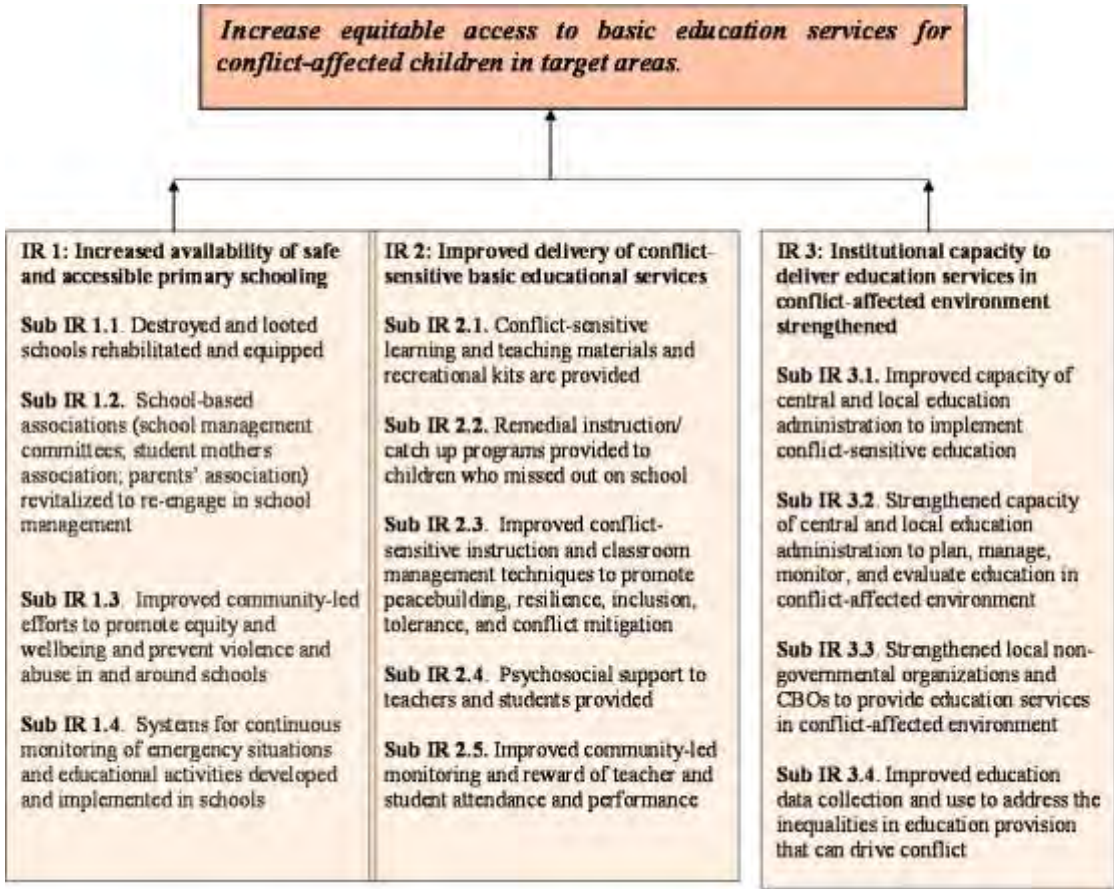 Increase equitable access to basic education services for
conflict-affected children in target areas.
IR 1: Increased availability of safe
and accessible primary schooling
Sub IR 1.1. Destroyed and looted
schools rehabilitated and equipped
Sub IR 1.2. School-based
associations (school management
committees, student mothers
association; parents' association)
revitalized to re-engage in school
management
Sub IR 1.3. Improved community-led
efforts to promote equity and
wellbeing and prevent violence and
abuse in and around schools
Sub IR 1.4. Systems for continuous
monitoring of emergency situations
and educational activities developed
and implemented in schools
IR 2: Improved delivery of conflict-
sensitive basic educational services
Sub IR 2.1. Conflict-sensitive
learning and teaching materials and
recreational kits are provided
Sub IR 2.2. Remedial instruction/
catch up programs provided to
children who missed out on school
Sub IR 2.3. Improved conflict-
sensitive instruction and classroom
management techniques to promote
peacebuilding, resilience, inclusion,
tolerance, and conflict mitigation
Sub IR 2.4. Psychosocial support to
teachers and students provided
Sub IR 2.5. Improved community-led
monitoring and reward of teacher and
student attendance and performance
IR 3: Institutional capacity to
deliver education services in
conflict-affected environment
strengthened
Sub IR 3.1. Improved capacity of
central and local education
administration to implement
conflict-sensitive education
Sub IR 3.2. Strengthened capacity
of central and local education
administration to plan, manage,
monitor, and evaluate education in
conflict-affected environment
Sub IR 3.3. Strengthened local non-
governmental organizations and
CBOs to provide education services
in conflict-affected environment
Sub IR 3.4. Improved education
data collection and use to address the
inequalities in education provision
that can drive conflict